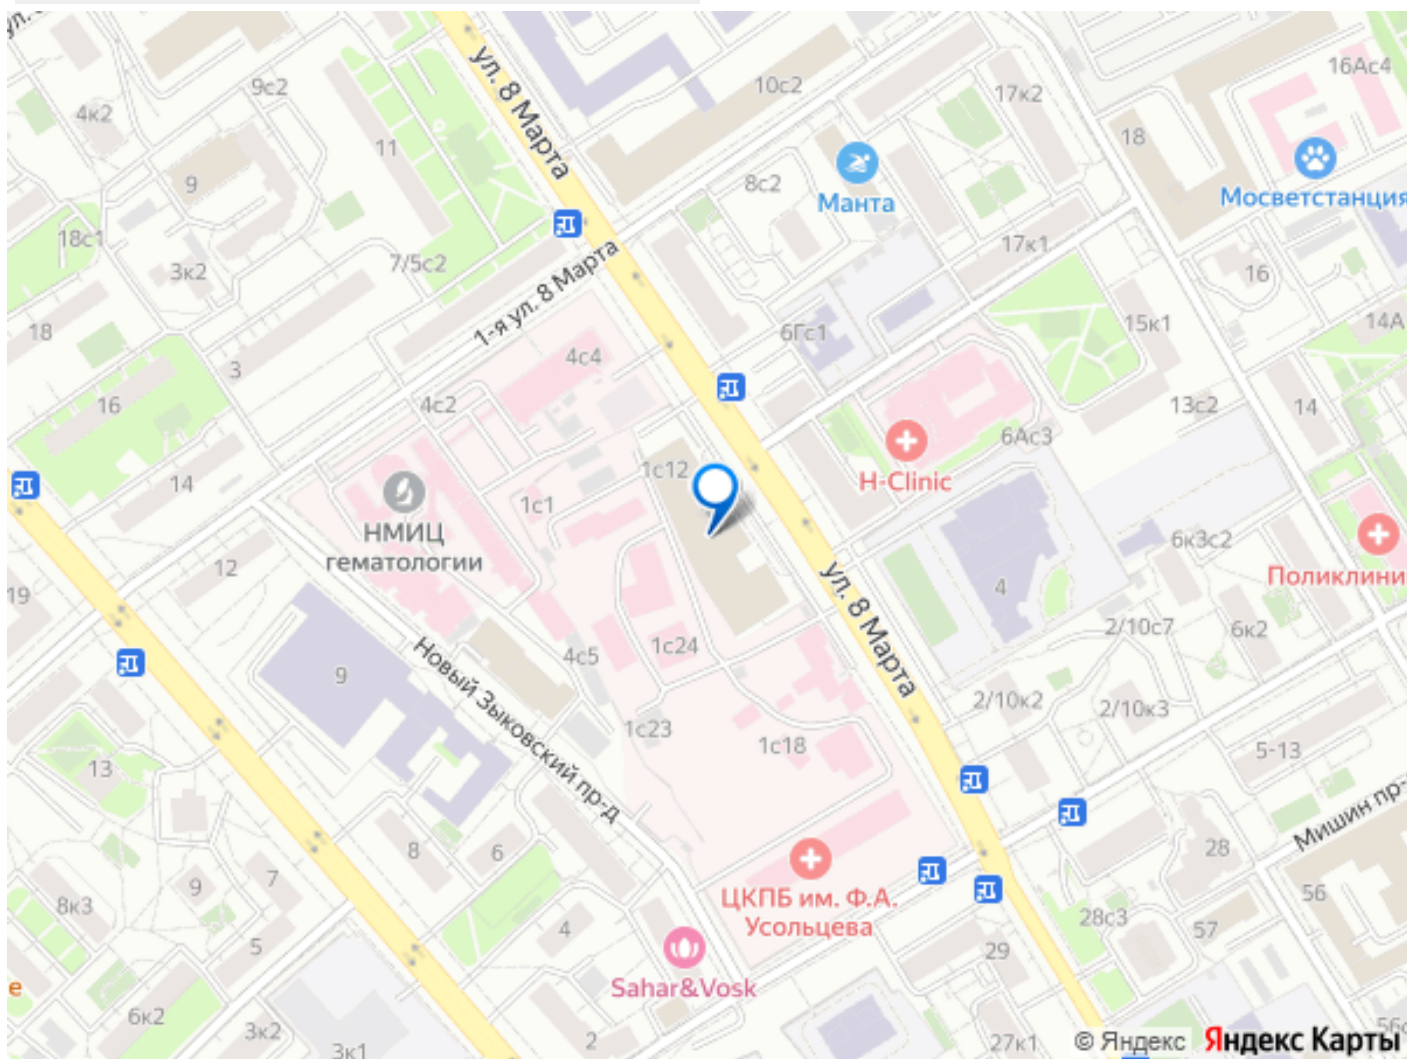 ул. 8 Марта
9с2
4к2
10с2
17к2
16Ас4
18
11
9
8с2
Манта
Мосветстанция
18с1
3к2
7/5с2
1-я ул. 8 Марта
17к1
16
18
3
4с4
6Гс1
15к1
14А
16
4с2
13с2
14
14
1с12
6Ас3
H-Clinic
1с1
НМИЦ
гематологии
6к3с2
Поликлини
12
19
4
ул. 8 Марта
2/10с7
6к2
4с5
1с24
9
Новый Зыковский пр-д
2/10к2
2/10к3
1с23
1с18
5-13
13
Мишин пр-
8
6
28
9
7
8к3
ЦКПБ им. Ф.А.
Усольцева
56
28с3
57
4
5
29
Sahar&Vosk
е
6к2
3к2
3к1
2
27к1
56с
© Яндекс
Яндекс Карты